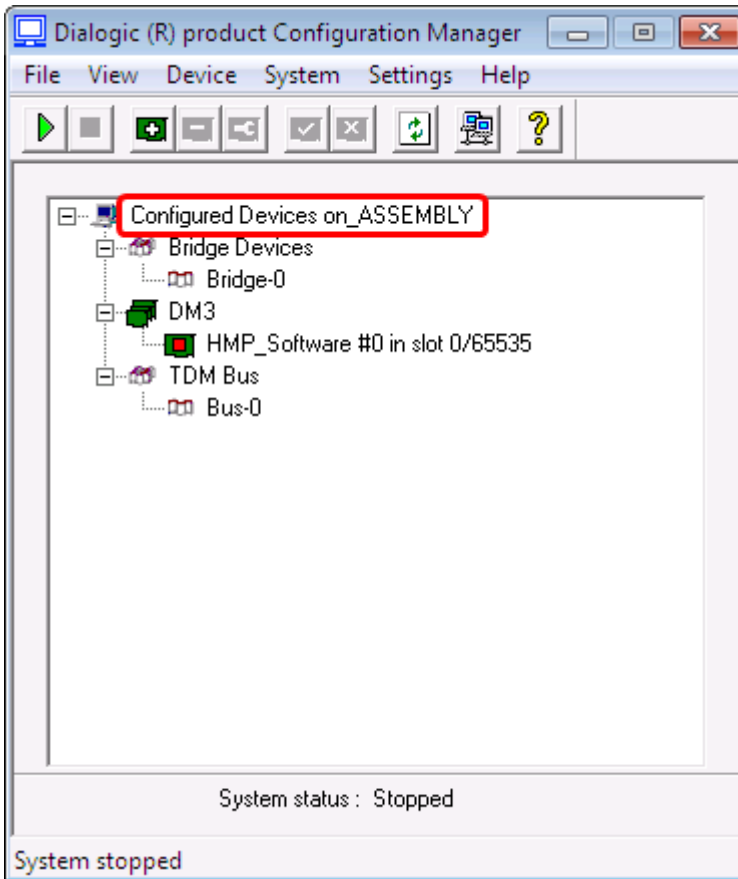 Dialogic (R) product Configuration Manager
File View Device System Settings Help
Configured Devices on_ASSEMBLY
Bridge Devices
Bridge-0
DM3
HMP_Software #0 in slot 0/65535
TDM Bus
Bus-0
System status : Stopped
System stopped